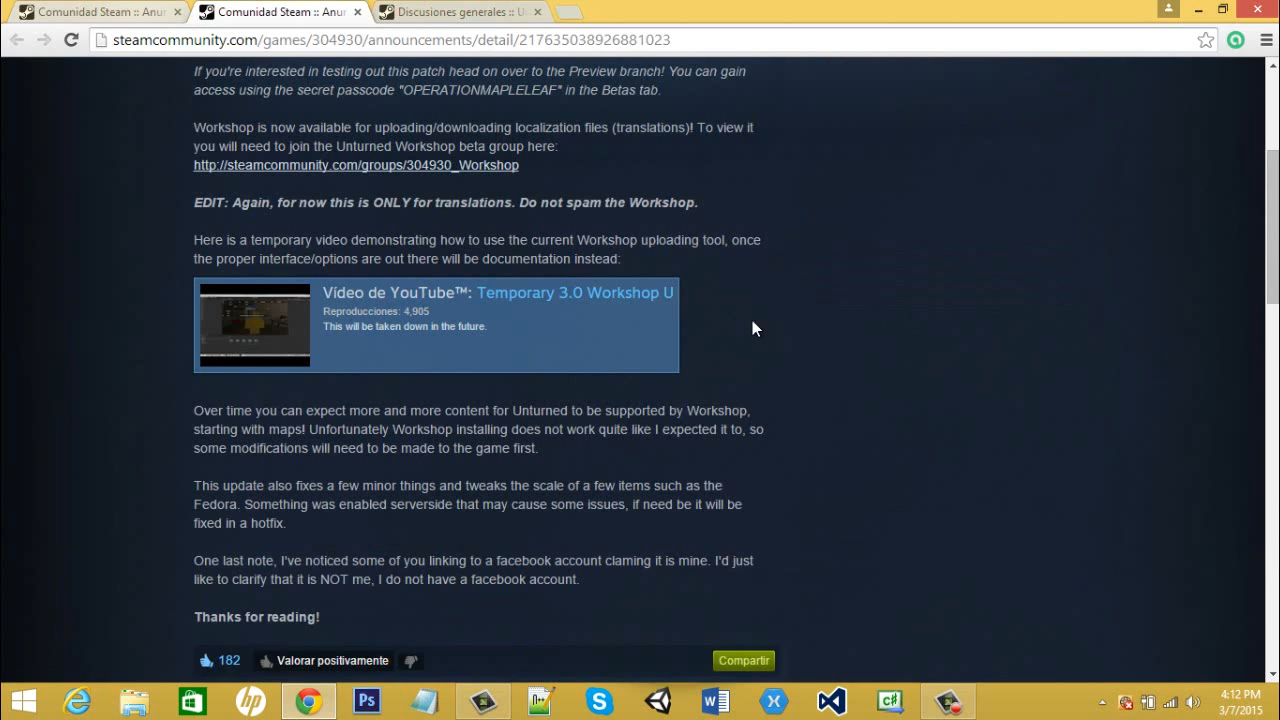 Comunidad Steam :: Anun
Comunidad Steam :: Anun
Discusiones generales :: U
steamcommunity.com/games/304930/announcements/detail/217635038926881023
If you're interested in testing out this patch head on over to the Preview branch! You can gain
access using the secret passcode "OPERATIONMAPLELEAF" in the Betas tab.
Workshop is now available for uploading/downloading localization files (translations)! To view it
you will need to join the Unturned Workshop beta group here:
http://steamcommunity.com/groups/304930_Workshop
EDIT: Again, for now this is ONLY for translations. Do not spam the Workshop.
Here is a temporary video demonstrating how to use the current Workshop uploading tool, once
the proper interface/options are out there will be documentation instead:
Vídeo de YouTube™: Temporary 3.0 Workshop U
Reproducciones: 4,905
This will be taken down in the future.
Over time you can expect more and more content for Unturned to be supported by Workshop,
starting with maps! Unfortunately Workshop installing does not work quite like I expected it to, so
some modifications will need to be made to the game first.
This update also fixes a few minor things and tweaks the scale of a few items such as the
Fedora. Something was enabled serverside that may cause some issues, if need be it will be
fixed in a hotfix.
One last note, I've noticed some of you linking to a facebook account claming it is mine. I'd just
like to clarify that it is NOT me, I do not have a facebook account.
Thanks for reading!
182 Valorar positivamente Compartir
4:12 PM
3/7/2015